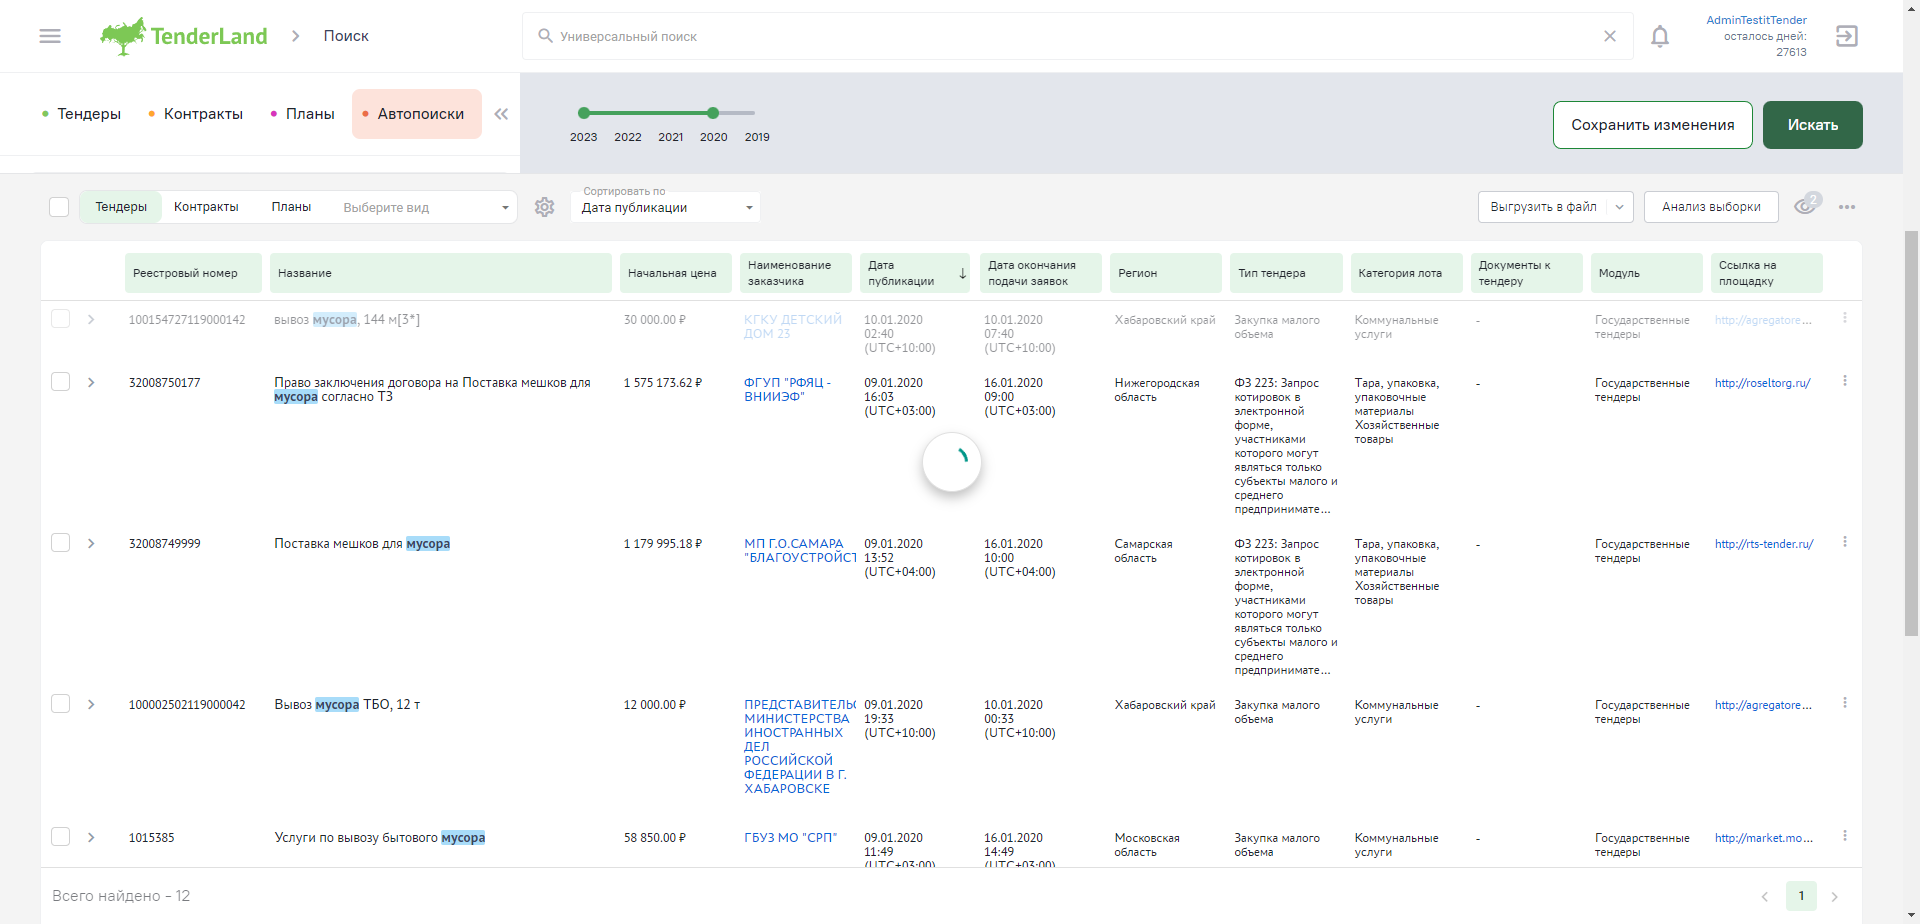 TenderLand
Поиск
Универсальный поиск
AdminTestitTender
осталось дней:
27613
Тендеры
Контракты
Планы
Автопоиски
2023 2022 2021 2020 2019
Сохранить изменения
Искать
Тендеры
Контракты
Планы
Выберите вид
Сортировать по
Дата публикации
Выгрузить в файл
Анализ выборки
2
Реестровый номер
Название
Начальная цена
Наименование
заказчика
Дата
публикации
Дата окончания
подачи заявок
Регион
Тип тендера
Категория лота
Документы к
тендеру
Модуль
Ссылка на
площадку
100154727119000142
вывоз мусора, 144 м[3*]
30 000.00 ₽
КГКУ ДЕТСКИЙ
ДОМ 23
10.01.2020
02:40
(UTC+10:00)
10.01.2020
07:40
(UTC+10:00)
Хабаровский край
Закупка малого
объема
Коммунальные
услуги
-
Государственные
тендеры
http://agregatore...
32008750177
Право заключения договора на Поставка мешков для
мусора согласно ТЗ
1 575 173.62 ₽
ФГУП "РФЯЦ -
ВНИИЭФ"
09.01.2020
16:03
(UTC+03:00)
16.01.2020
09:00
(UTC+03:00)
Нижегородская
область
ФЗ 223: Запрос
котировок в
электронной
форме,
участниками
которого могут
являться только
субъекты малого и
среднего
предпринимате...
Тара, упаковка,
упаковочные
материалы
Хозяйственные
товары
-
Государственные
тендеры
http://roseltorg.ru/
32008749999
Поставка мешков для мусора
1 179 995.18 ₽
МП Г.О.САМАРА
"БЛАГОУСТРОЙСТ
09.01.2020
13:52
(UTC+04:00)
16.01.2020
10:00
(UTC+04:00)
Самарская
область
ФЗ 223: Запрос
котировок в
электронной
форме,
участниками
которого могут
являться только
субъекты малого и
среднего
предпринимате...
Тара, упаковка,
упаковочные
материалы
Хозяйственные
товары
-
Государственные
тендеры
http://rts-tender.ru/
100002502119000042
Вывоз мусора ТБО, 12 т
12 000.00 ₽
ПРЕДСТАВИТЕЛЬС
МИНИСТЕРСТВА
ИНОСТРАННЫХ
ДЕЛ
РОССИЙСКОЙ
ФЕДЕРАЦИИ В Г.
ХАБАРОВСКЕ
09.01.2020
19:33
(UTC+10:00)
10.01.2020
00:33
(UTC+10:00)
Хабаровский край
Закупка малого
объема
Коммунальные
услуги
-
Государственные
тендеры
http://agregatore...
1015385
Услуги по вывозу бытового мусора
58 850.00 ₽
ГБУЗ МО "СРП"
09.01.2020
11:49
(UTC+03:00)
16.01.2020
14:49
(UTC+03:00)
Московская
область
Закупка малого
объема
Коммунальные
услуги
-
Государственные
тендеры
http://market.mo...
Всего найдено - 12
1